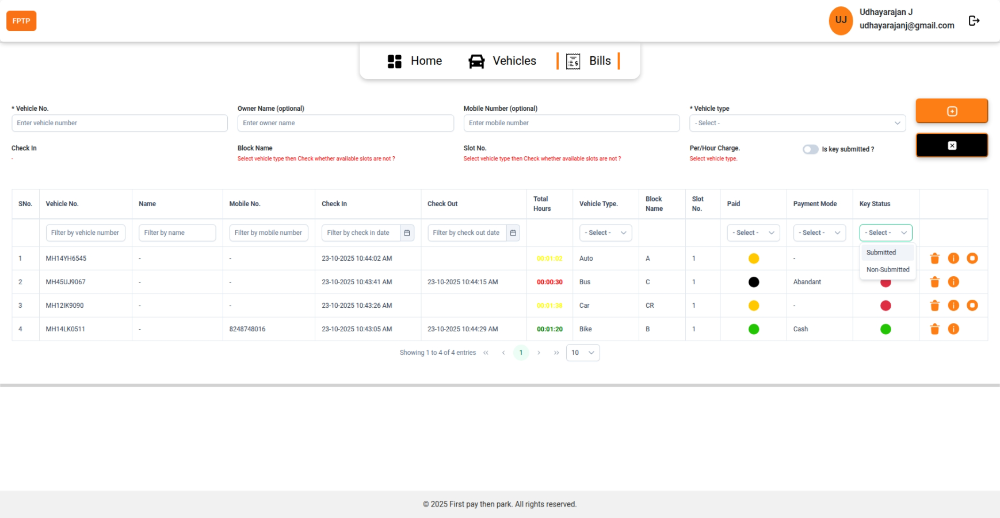 FPTP
UJ
Udhayarajan J
udhayarajanj@gmail.com
Home Vehicles Bills
* Vehicle No. Owner Name (optional) Mobile Number (optional) * Vehicle type
Enter vehicle number Enter owner name Enter mobile number - Select -
Check In Block Name Slot No. Per/Hour Charge. Is key submitted ?
- Select vehicle type then Check whether available slots are not ? Select vehicle type then Check whether available slots are not ? Select vehicle type.
SNo. Vehicle No. Name Mobile No. Check In Check Out Total Hours Vehicle Type. Block Name Slot No. Paid Payment Mode Key Status
Filter by vehicle number Filter by name Filter by mobile number Filter by check in date Filter by check out date - Select - - Select - - Select - - Select -
Submitted
Non-Submitted
1 MH14YH6545 - - 23-10-2025 10:44:02 AM 00:01:02 Auto A 1 -
2 MH45UJ9067 - - 23-10-2025 10:43:41 AM 23-10-2025 10:44:15 AM 00:00:30 Bus C 1 Abandant
3 MH12IK9090 - - 23-10-2025 10:43:26 AM 00:01:38 Car CR 1 -
4 MH14LK0511 - 8248748016 23-10-2025 10:43:05 AM 23-10-2025 10:44:29 AM 00:01:20 Bike B 1 Cash
Showing 1 to 4 of 4 entries « ‹ 1 › » 10
© 2025 First pay then park. All rights reserved.